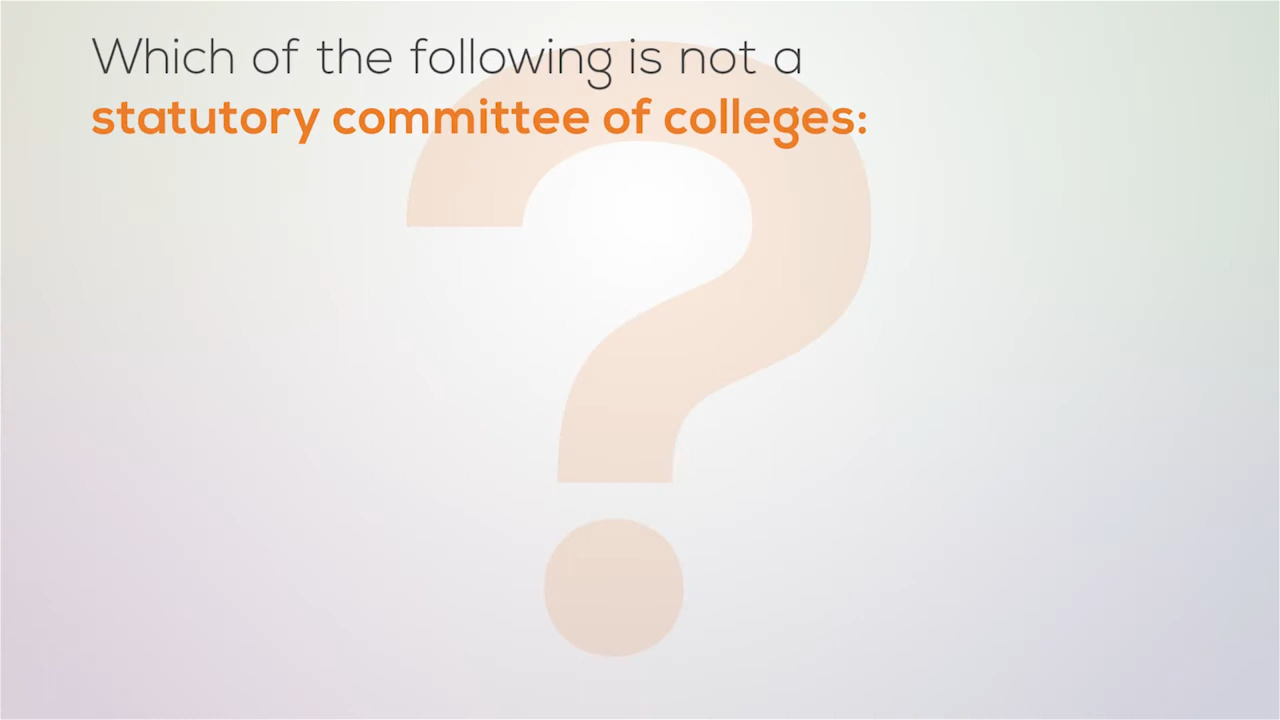 Which of the following is not a
statutory committee of colleges:
?